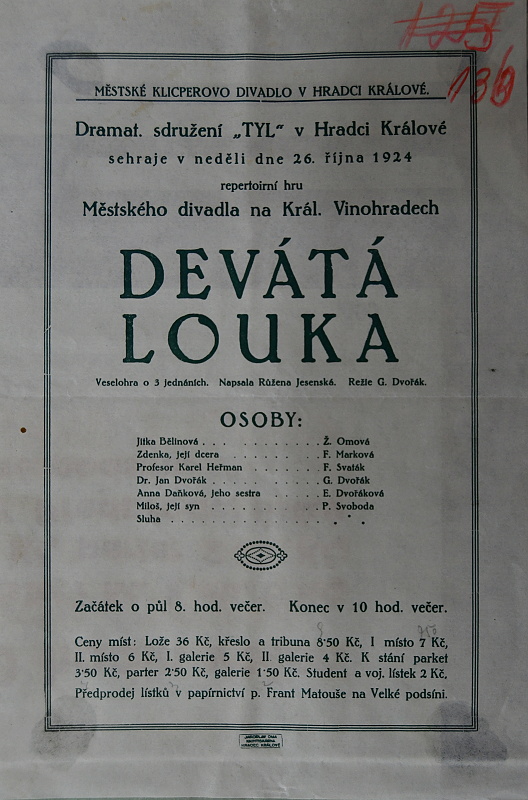 125
136
MĚSTSKÉ KLICPEROVO DIVADLO V HRADCI KRÁLOVÉ.
Dramat. sdružení „TYL“ v Hradci Králové
sehraje v neděli dne 26. října 1924
repertoirní hru
Městského divadla na Král. Vinohradech
DEVÁTÁ
LOUKA
Veselohra o 3 jednáních. Napsala Růžena Jesenská. Režie G. Dvořák.
OSOBY:
Jitka Bělinová . . . . . . . . . . . . Ž. Omová
Zdenka, její dcera . . . . . . . . . F. Marková
Profesor Karel Heřman . . . . . . . F. Svaták
Dr. Jan Dvořák . . . . . . . . . . . G. Dvořák
Anna Daňková, jeho sestra . . . . . E. Dvořáková
Miloš, její syn . . . . . . . . . . . P. Svoboda
Sluha . . . . . . . . . . . . . . . * * *
Začátek o půl 8. hod. večer. Konec v 10 hod. večer.
Ceny míst: Lože 36 Kč, křeslo a tribuna 8·50 Kč, I místo 7 Kč,
II. místo 6 Kč, I. galerie 5 Kč, II. galerie 4 Kč. K stání parket
3·50 Kč, parter 2·50 Kč, galerie 1·50 Kč. Student a voj. lístek 2 Kč,
Předprodej lístků v papírnictví p. Frant Matouše na Velké podsíni.
HRADEC KRÁLOVÉ